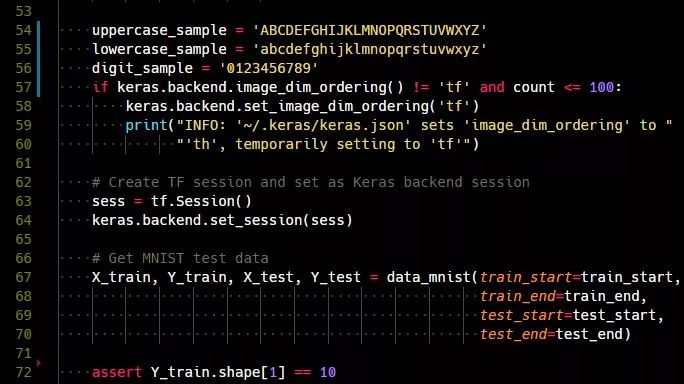 53
54 uppercase_sample = 'ABCDEFGHIJKLMNOPQRSTUVWXYZ'
55 lowercase_sample = 'abcdefghijklmnopqrstuvwxyz'
56 digit_sample = '0123456789'
57 if keras.backend.image_dim_ordering() != 'tf' and count <= 100:
58 keras.backend.set_image_dim_ordering('tf')
59 print("INFO: '~/.keras/keras.json' sets 'image_dim_ordering' to "
60 "'th', temporarily setting to 'tf'")
61
62 # Create TF session and set as Keras backend session
63 sess = tf.Session()
64 keras.backend.set_session(sess)
65
66 # Get MNIST test data
67 X_train, Y_train, X_test, Y_test = data_mnist(train_start=train_start,
68 train_end=train_end,
69 test_start=test_start,
70 test_end=test_end)
71
72 assert Y_train.shape[1] == 10